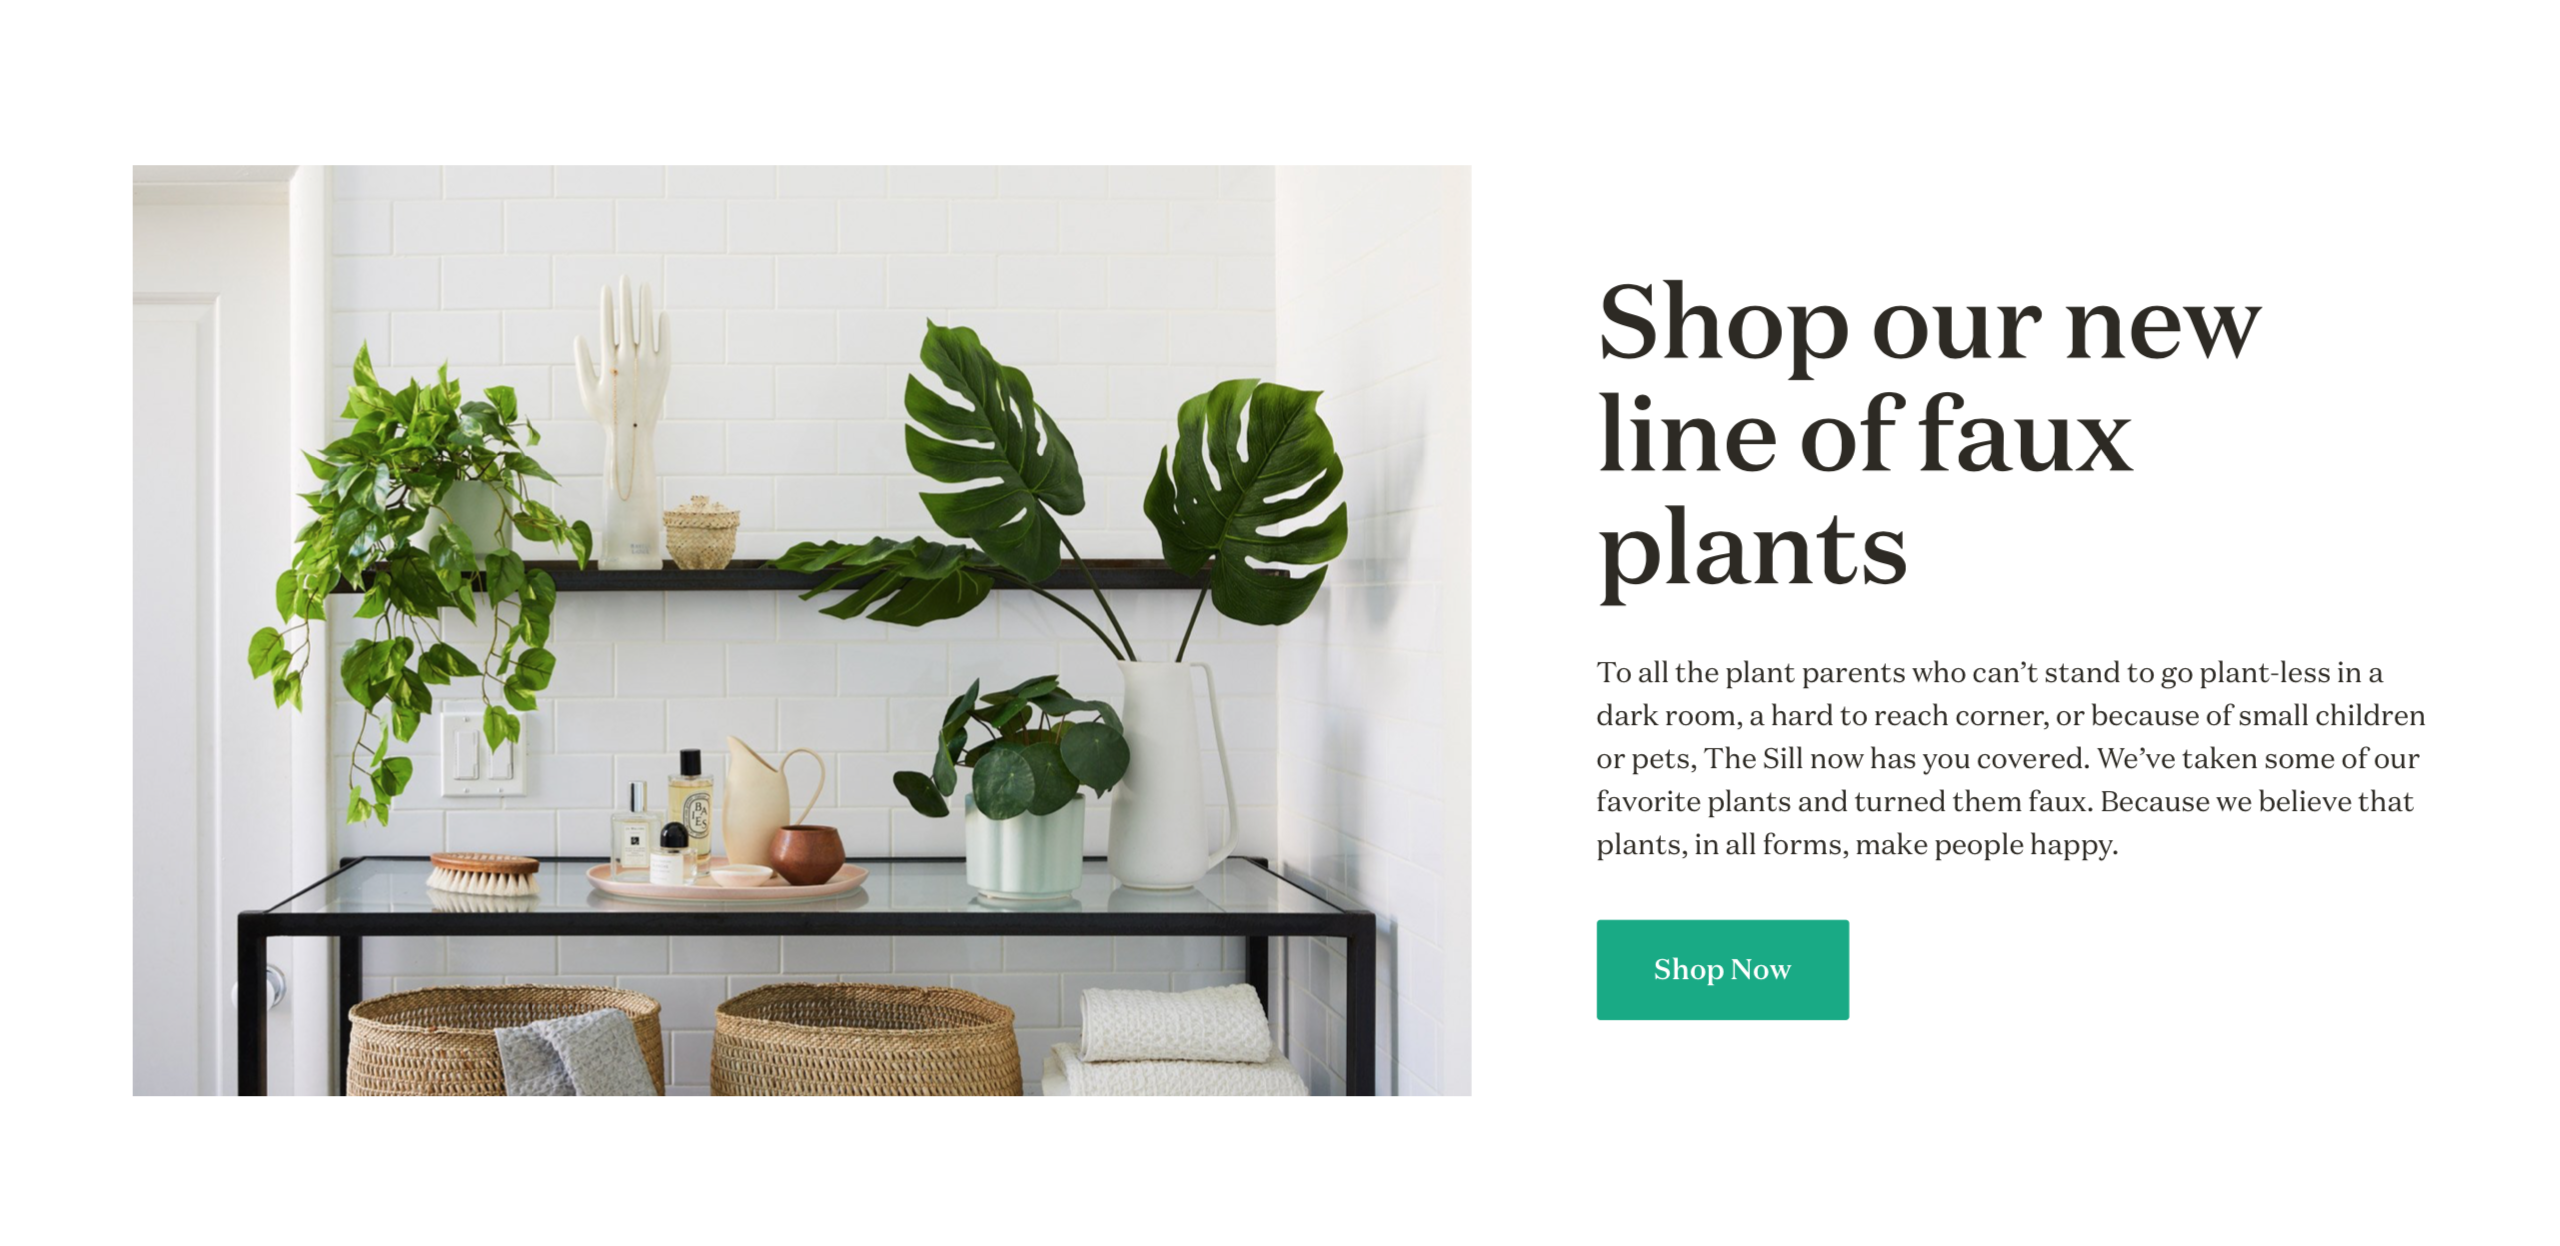 Shop our new
line of faux
plants
To all the plant parents who can’t stand to go plant-less in a
dark room, a hard to reach corner, or because of small children
or pets, The Sill now has you covered. We’ve taken some of our
favorite plants and turned them faux. Because we believe that
plants, in all forms, make people happy.
Shop Now
BA
IES